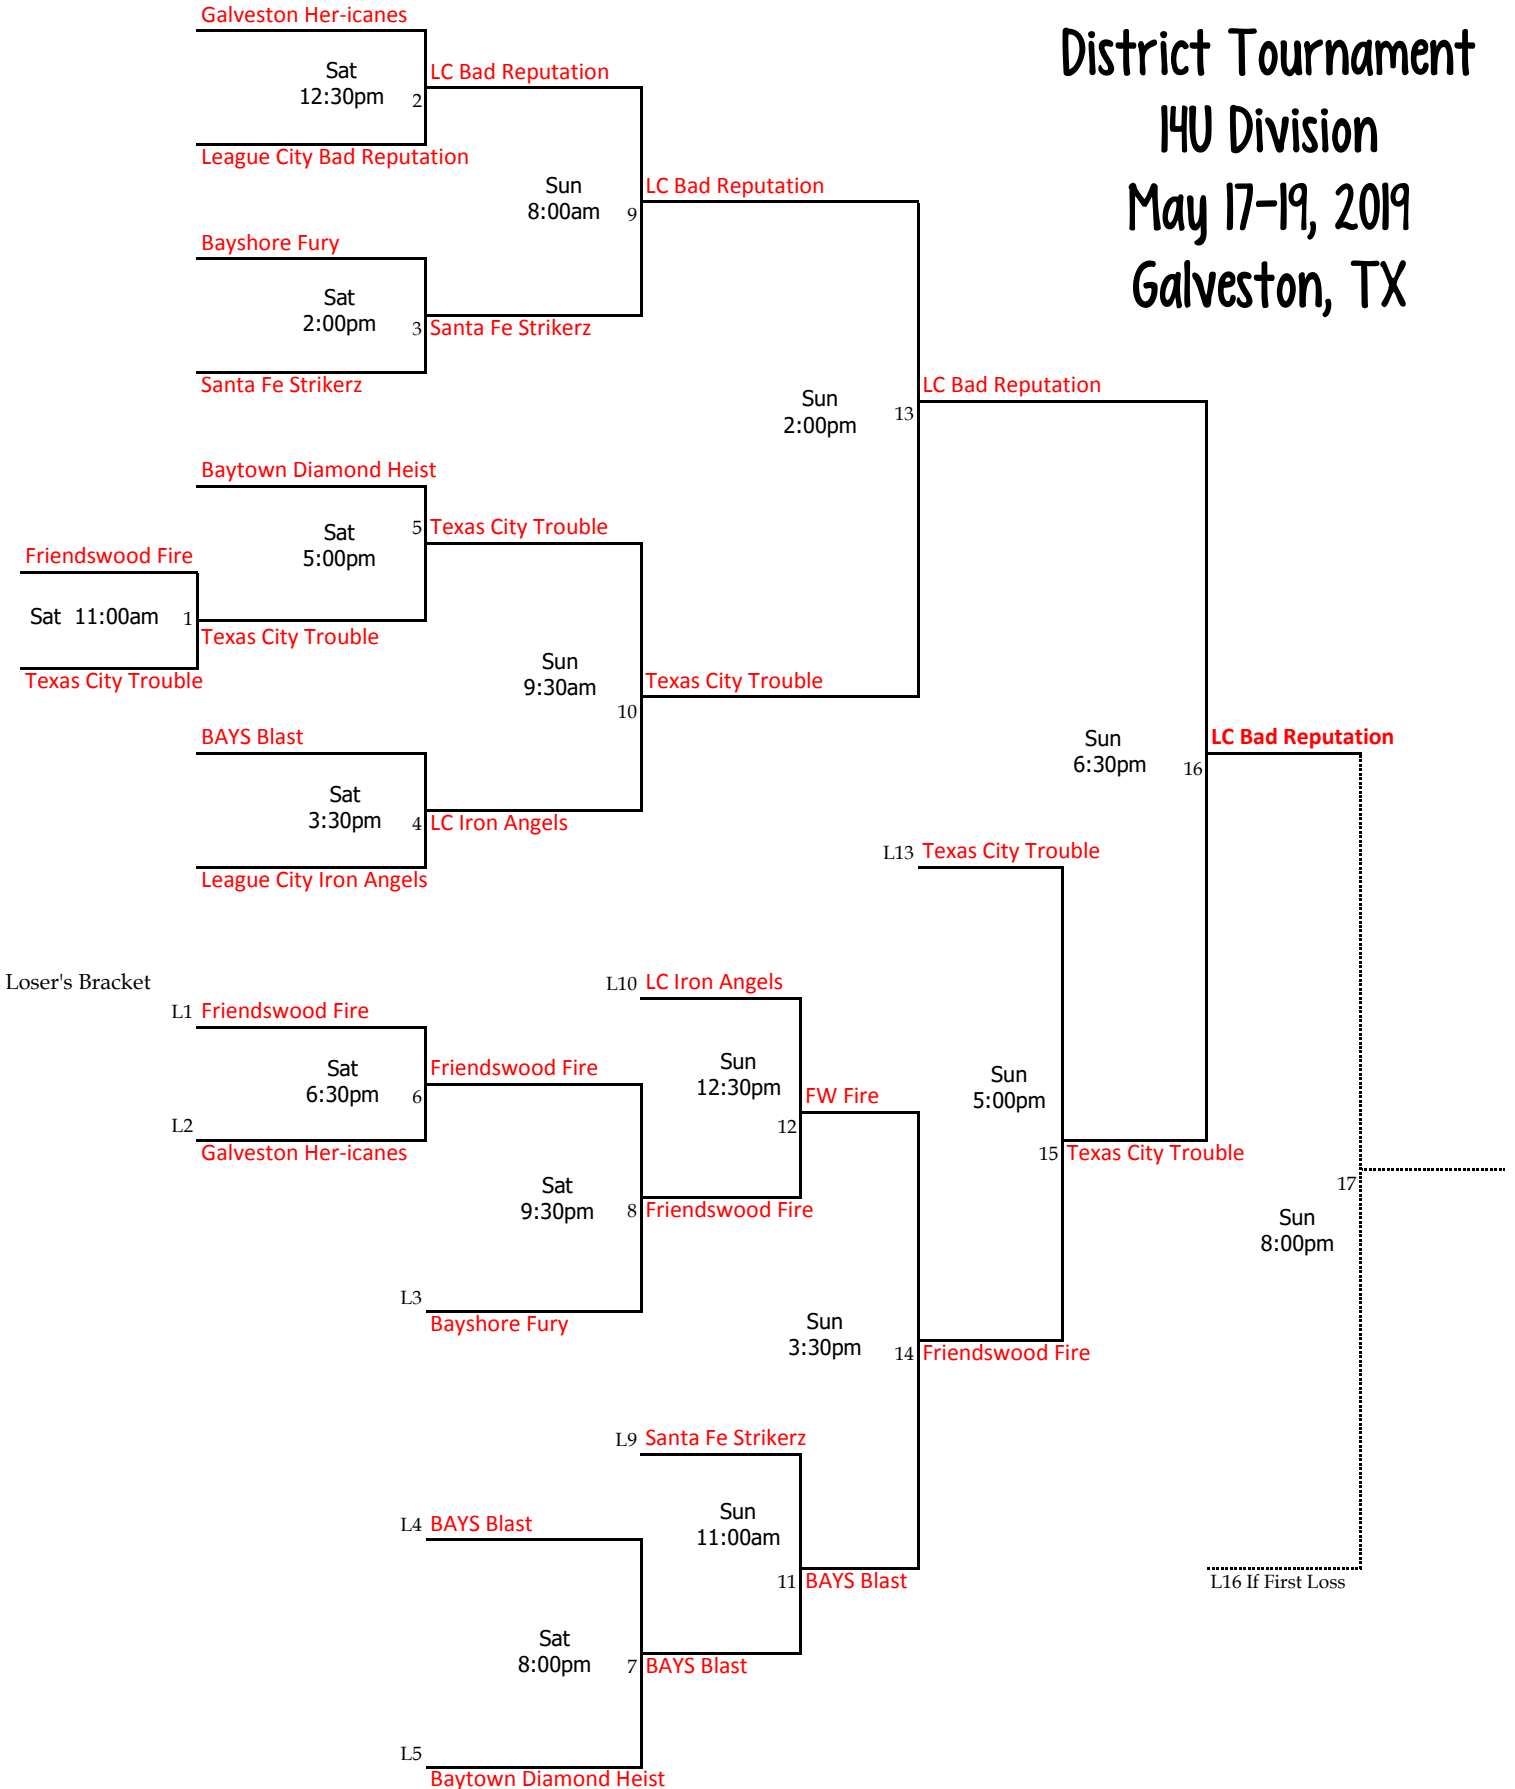 District Tournament
14U Division
May 17-19, 2019
Galveston, TX
Galveston Her-icanes
Sat
12:30pm
2
LC Bad Reputation
League City Bad Reputation
Sun
8:00am
9
LC Bad Reputation
Bayshore Fury
Sat
2:00pm
3
Santa Fe Strikerz
Santa Fe Strikerz
Sun
2:00pm
13
LC Bad Reputation
Baytown Diamond Heist
Sat
5:00pm
5
Texas City Trouble
Friendswood Fire
Sat 11:00am
1
Texas City Trouble
Texas City Trouble
Sun
9:30am
10
Texas City Trouble
BAYS Blast
Sat
3:30pm
4
LC Iron Angels
League City Iron Angels
Sun
6:30pm
16
LC Bad Reputation
L13 Texas City Trouble
Loser's Bracket
L10 LC Iron Angels
L1 Friendswood Fire
Sat
6:30pm
6
Friendswood Fire
L2
Galveston Her-icanes
Sun
12:30pm
12
FW Fire
Sun
5:00pm
15
Texas City Trouble
Sat
9:30pm
8
Friendswood Fire
17
Sun
8:00pm
L3
Bayshore Fury
Sun
3:30pm
14
Friendswood Fire
L9 Santa Fe Strikerz
L4 BAYS Blast
Sun
11:00am
11
BAYS Blast
L16 If First Loss
Sat
8:00pm
7
BAYS Blast
L5
Baytown Diamond Heist